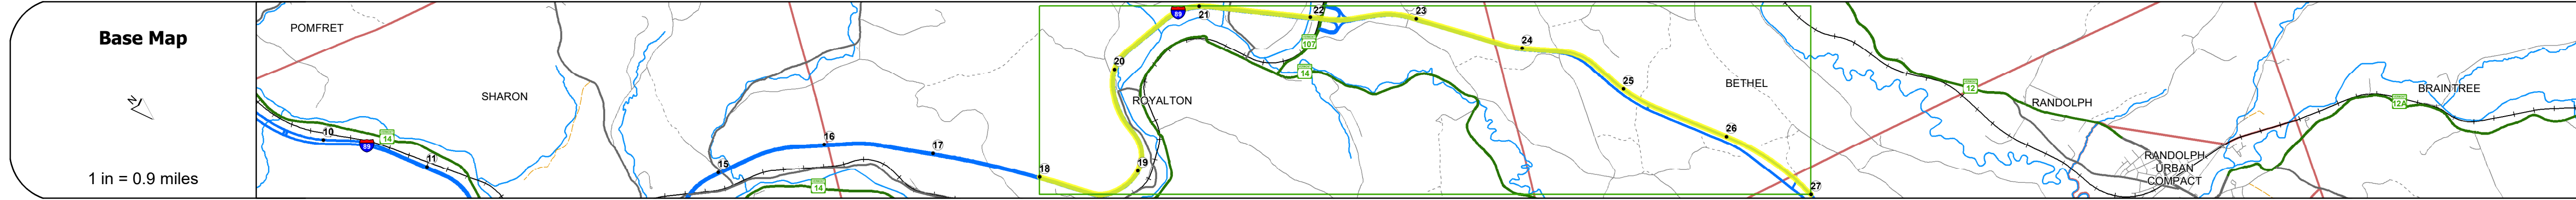 Base Map
N
1 in = 0.9 miles
POMFRET
10
89
14
11
SHARON
15
16
14
17
18
19
20
ROYALTON
89
21
22
107
14
23
24
25
BETHEL
26
27
12
RANDOLPH
RANDOLPH
URBAN
COMPACT
12A
BRAINTREE